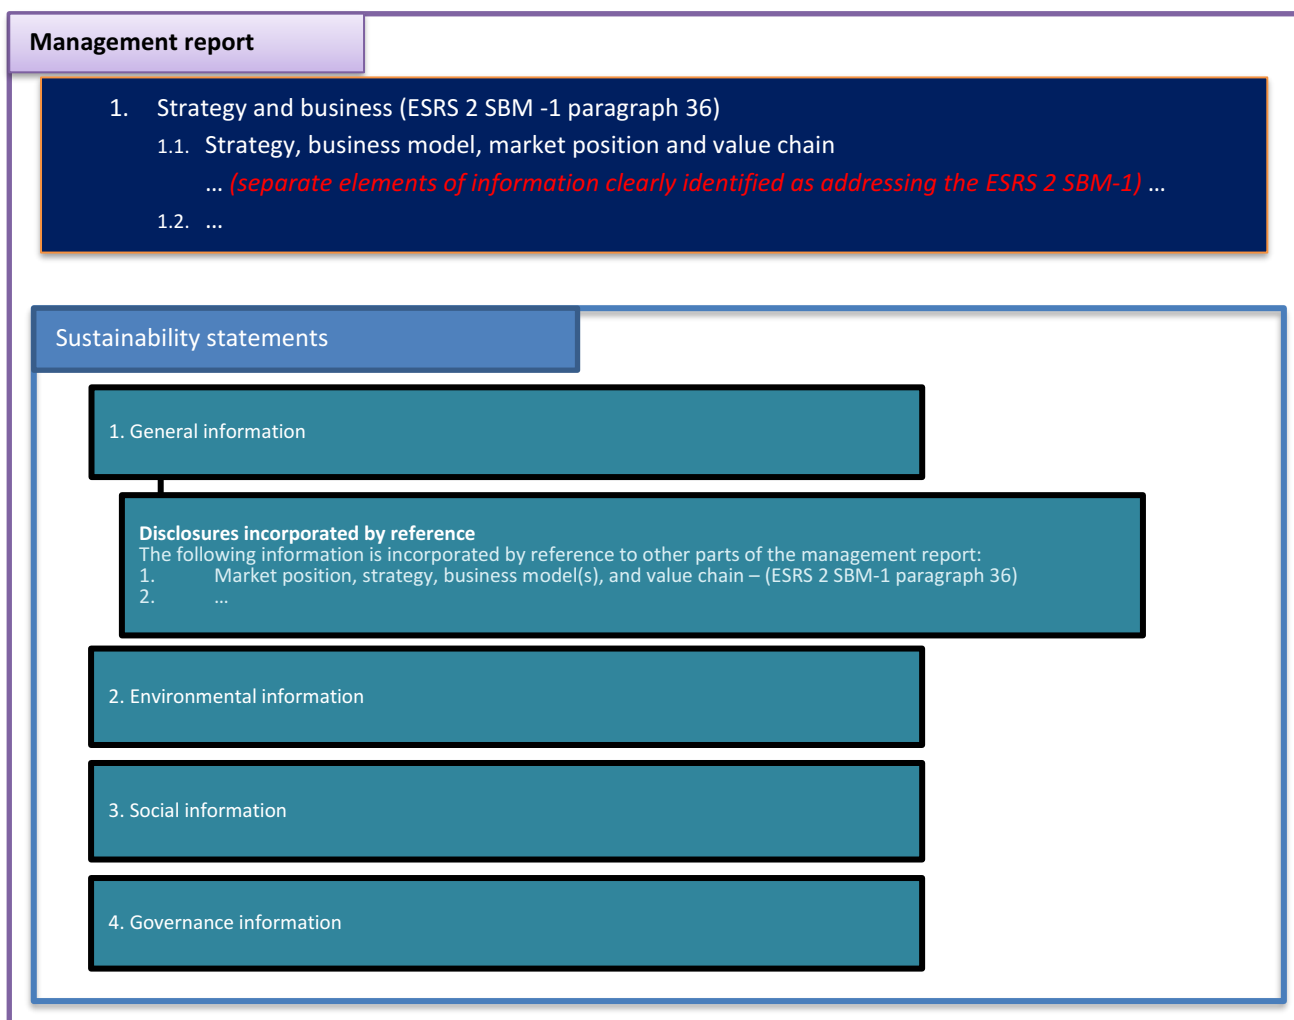 Management report
1. Strategy and business (ESRS 2 SBM -1 paragraph 36)
1.1. Strategy, business model, market position and value chain
... (separate elements of information clearly identified as addressing the ESRS 2 SBM-1) ...
1.2. ...
Sustainability statements
1. General information
Disclosures incorporated by reference
The following information is incorporated by reference to other parts of the management report:
1. Market position, strategy, business model(s), and value chain – (ESRS 2 SBM-1 paragraph 36)
2. ...
2. Environmental information
3. Social information
4. Governance information